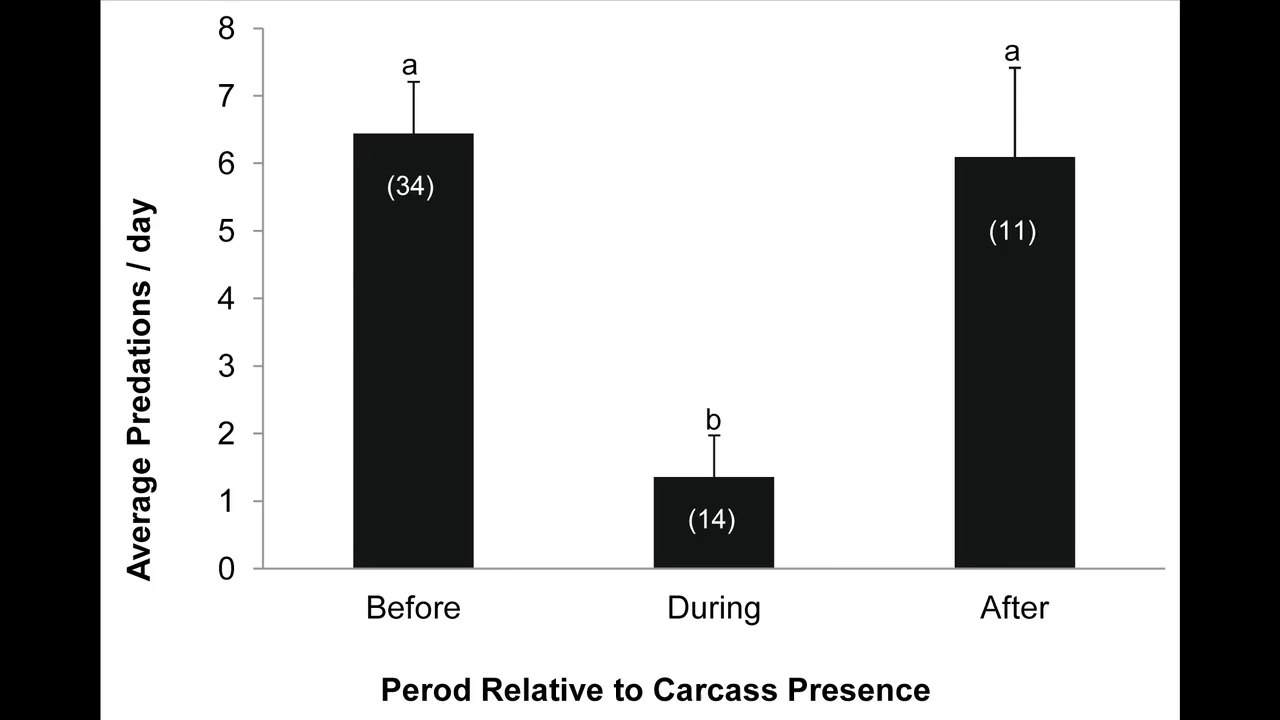 8
7
6
5
4
3
2
1
0
Average Predations / day
a
(34)
b
(14)
a
(11)
Before
During
After
Perod Relative to Carcass Presence